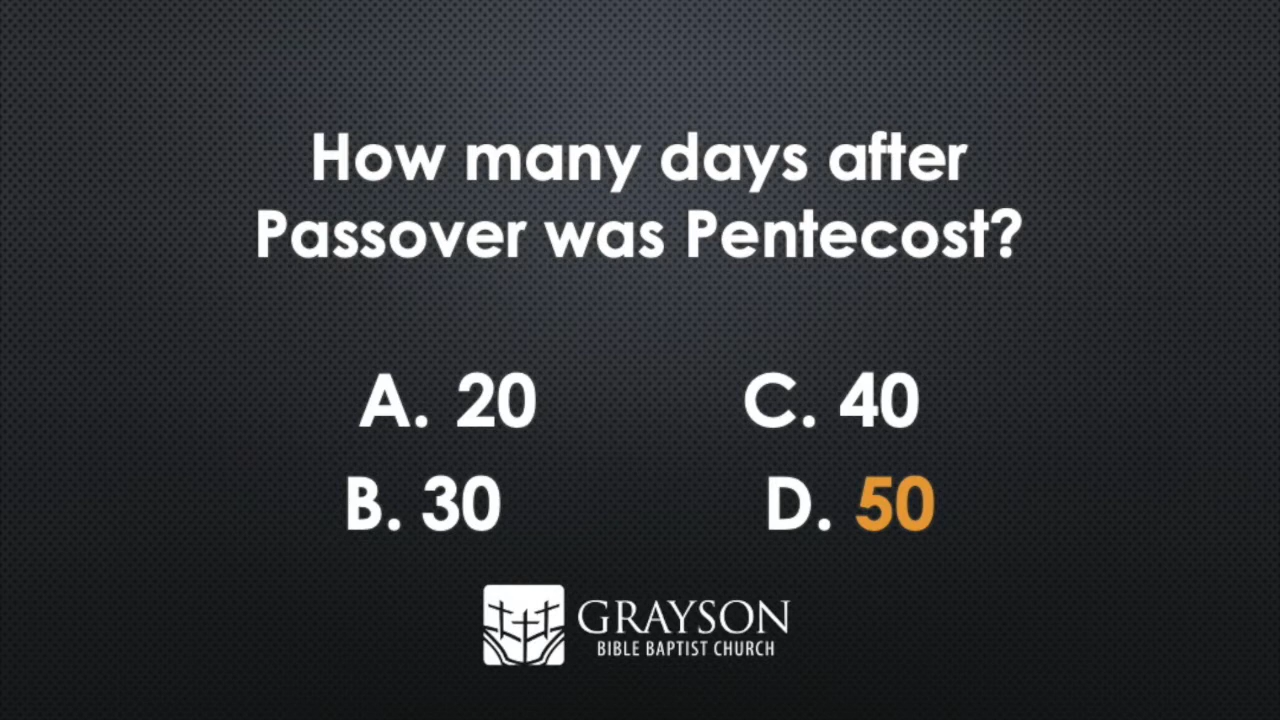 How many days after
Passover was Pentecost?
A. 20
C. 40
B. 30
D. 50
GRAYSON
BIBLE BAPTIST CHURCH